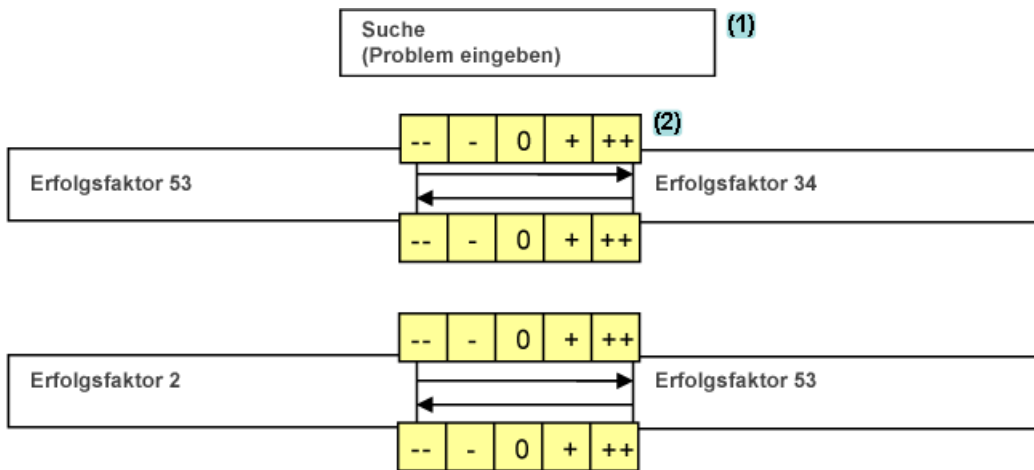 Suche (1)
(Problem eingeben)
-- - 0 + ++ (2)
Erfolgsfaktor 53 Erfolgsfaktor 34
-- - 0 + ++
-- - 0 + ++
Erfolgsfaktor 2 Erfolgsfaktor 53
-- - 0 + ++